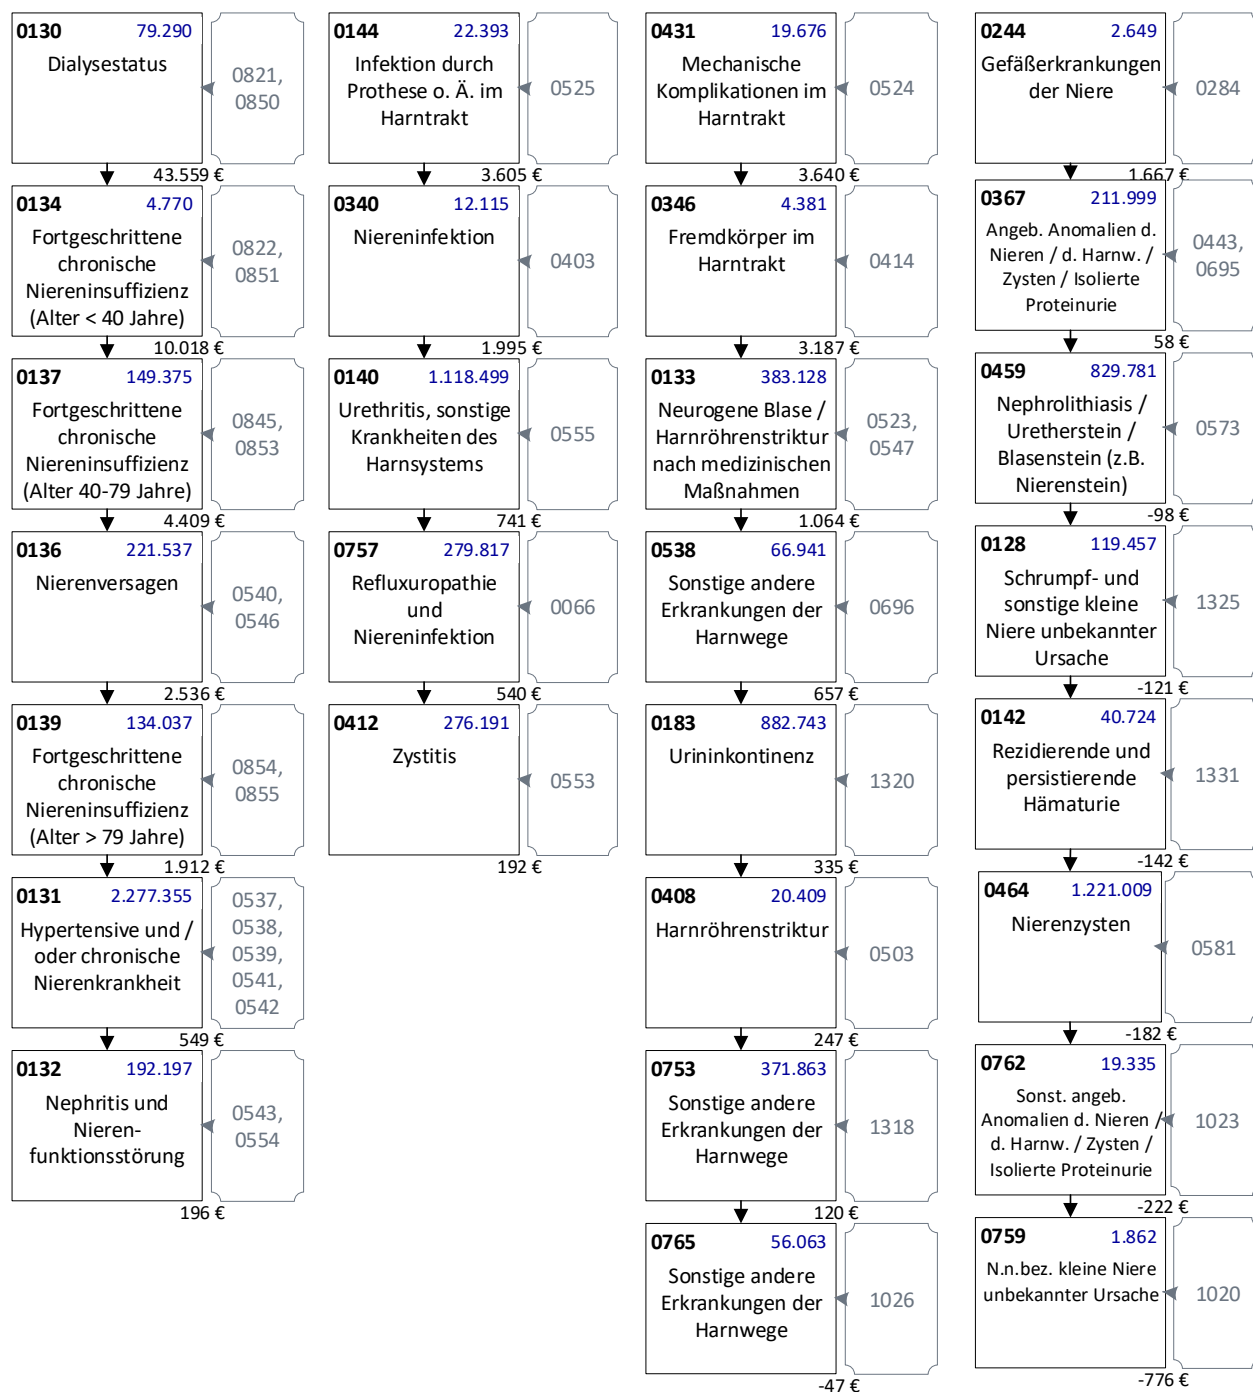 0130 79.290
Dialysestatus
0821,
0850
43.559 €
0134 4.770
Fortgeschrittene
chronische
Niereninsuffizienz
(Alter < 40 Jahre)
0822,
0851
10.018 €
0137 149.375
Fortgeschrittene
chronische
Niereninsuffizienz
(Alter 40-79 Jahre)
0845,
0853
4.409 €
0136 221.537
Nierenversagen
0540,
0546
2.536 €
0139 134.037
Fortgeschrittene
chronische
Niereninsuffizienz
(Alter > 79 Jahre)
0854,
0855
1.912 €
0131 2.277.355
Hypertensive und /
oder chronische
Nierenkrankheit
0537,
0538,
0539,
0541,
0542
549 €
0132 192.197
Nephritis und
Nieren-
funktionsstörung
0543,
0554
196 €
0144 22.393
Infektion durch
Prothese o. Ä. im
Harntrakt
0525
3.605 €
0340 12.115
Niereninfektion
0403
1.995 €
0140 1.118.499
Urethritis, sonstige
Krankheiten des
Harnsystems
0555
741 €
0757 279.817
Refluxuropathie
und
Niereninfektion
0066
540 €
0412 276.191
Zystitis
0553
192 €
0431 19.676
Mechanische
Komplikationen im
Harntrakt
0524
3.640 €
0346 4.381
Fremdkörper im
Harntrakt
0414
3.187 €
0133 383.128
Neurogene Blase /
Harnröhrenstriktur
nach medizinischen
Maßnahmen
0523,
0547
1.064 €
0538 66.941
Sonstige andere
Erkrankungen der
Harnwege
0696
657 €
0183 882.743
Urininkontinenz
1320
335 €
0408 20.409
Harnröhrenstriktur
0503
247 €
0753 371.863
Sonstige andere
Erkrankungen der
Harnwege
1318
120 €
0765 56.063
Sonstige andere
Erkrankungen der
Harnwege
1026
-47 €
0244 2.649
Gefäßerkrankungen
der Niere
0284
1.667 €
0367 211.999
Angeb. Anomalien d.
Nieren / d. Harnw. /
Zysten / Isolierte
Proteinurie
0443,
0695
58 €
0459 829.781
Nephrolithiasis /
Uretherstein /
Blasenstein (z.B.
Nierenstein)
0573
-98 €
0128 119.457
Schrumpf- und
sonstige kleine
Niere unbekannter
Ursache
1325
-121 €
0142 40.724
Rezidierende und
persistierende
Hämaturie
1331
-142 €
0464 1.221.009
Nierenzysten
0581
-182 €
0762 19.335
Sonst. angeb.
Anomalien d. Nieren /
d. Harnw. / Zysten /
Isolierte Proteinurie
1023
-222 €
0759 1.862
N.n.bez. kleine Niere
unbekannter Ursache
1020
-776 €